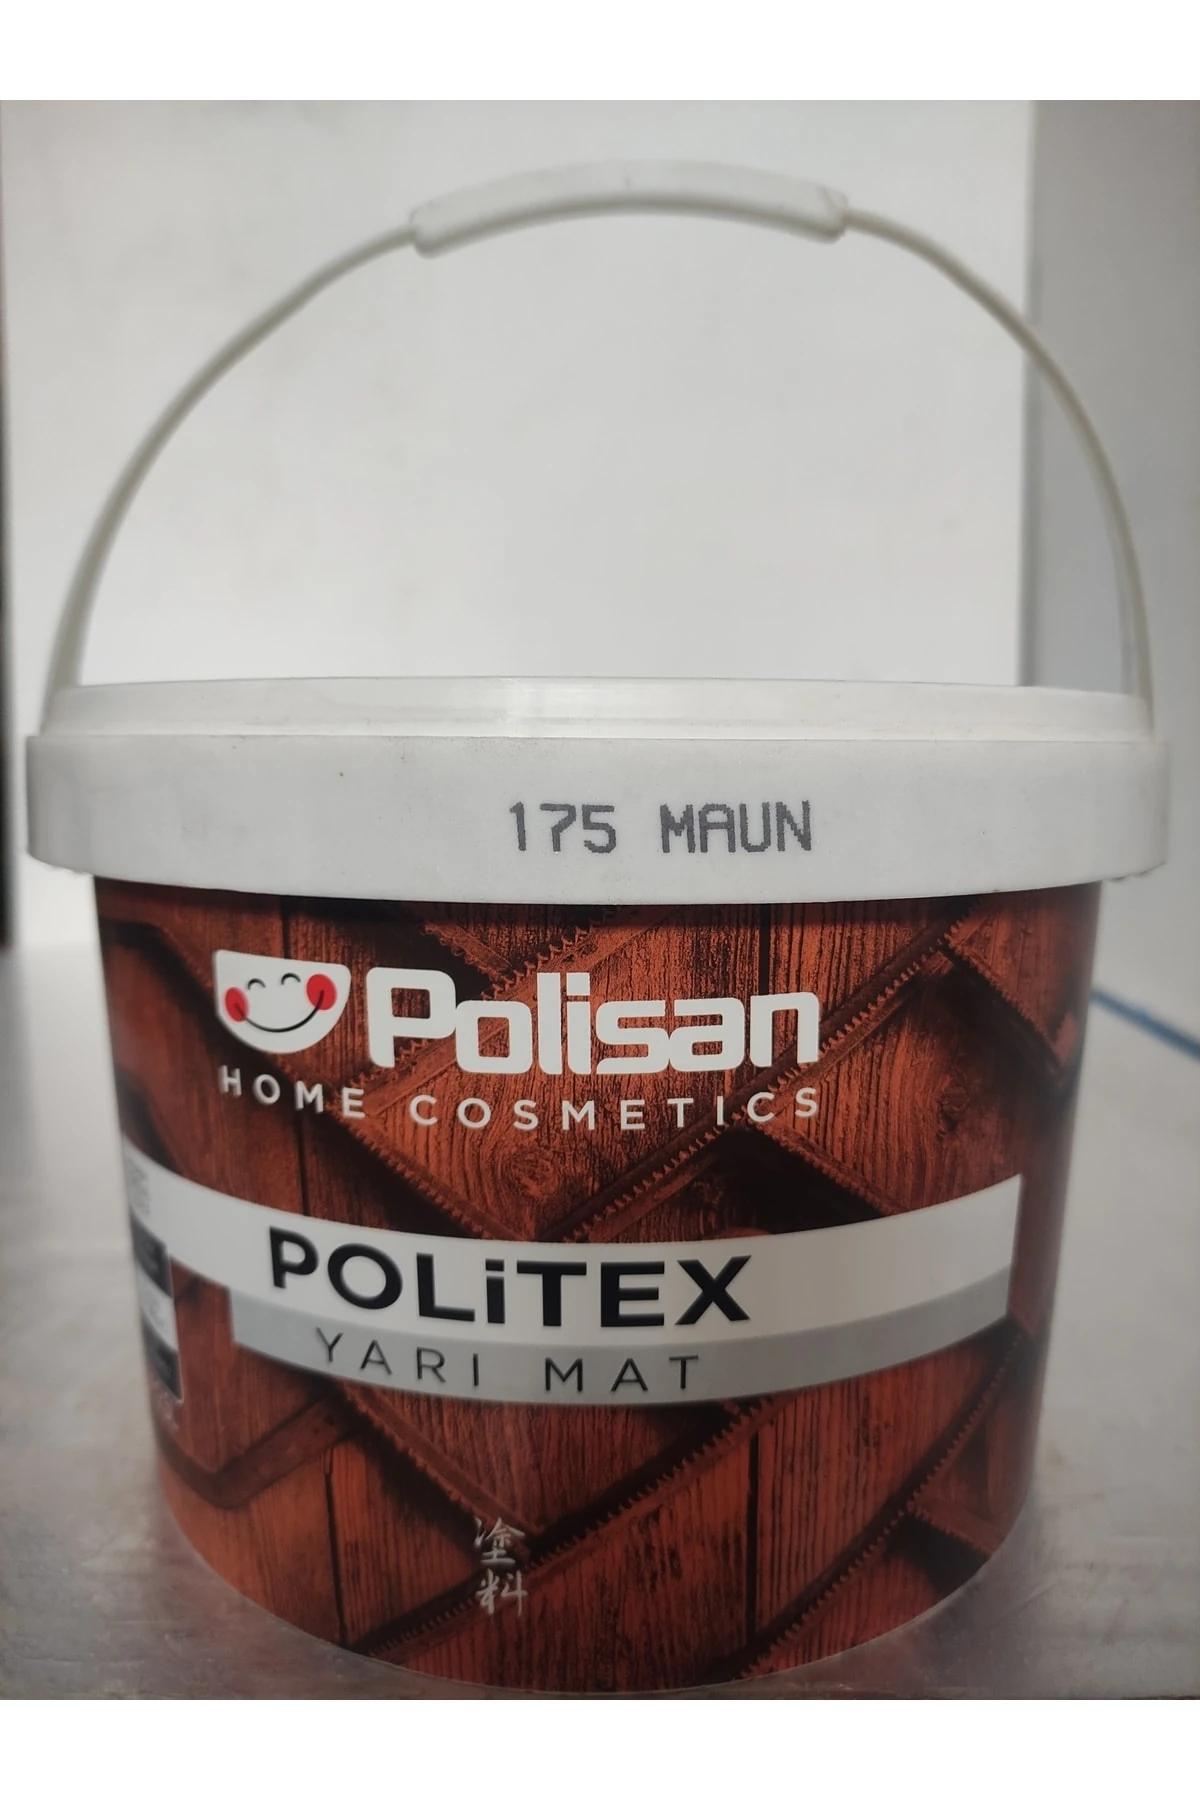 175 MAUN
Polisan
HOME COSMETICS
POLiTEX
YARI MAT
塗
料